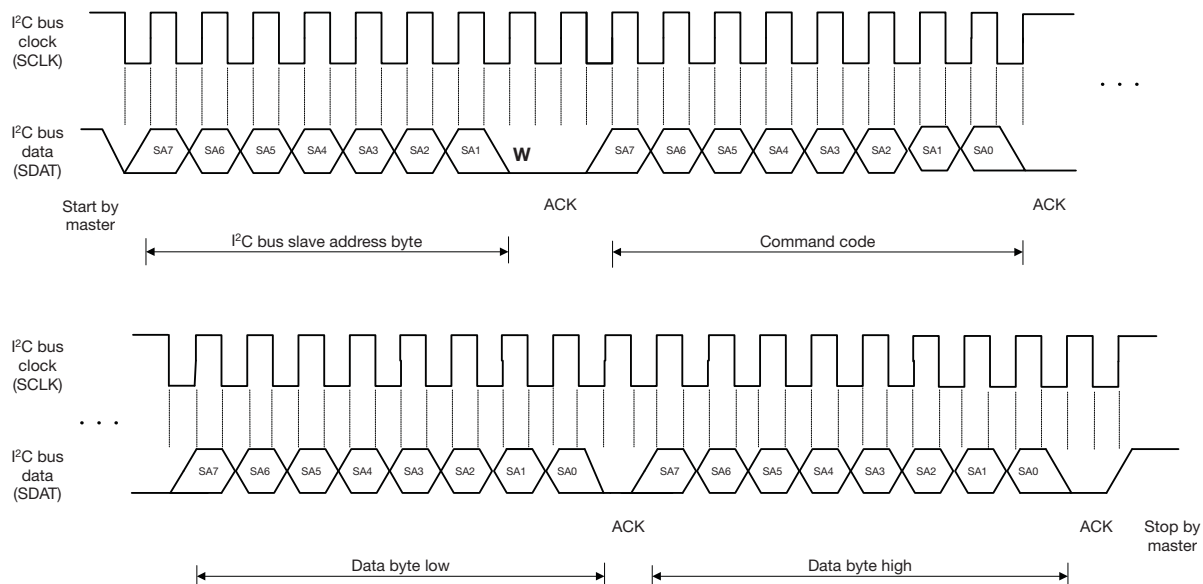 I²C bus
clock
(SCLK)
. . .
I²C bus
data
(SDAT)
SA7 SA6 SA5 SA4 SA3 SA2 SA1 W SA7 SA6 SA5 SA4 SA3 SA2 SA1 SA0
Start by
master
ACK ACK
I²C bus slave address byte Command code
I²C bus
clock
(SCLK)
. . .
I²C bus
data
(SDAT)
SA7 SA6 SA5 SA4 SA3 SA2 SA1 SA0 SA7 SA6 SA5 SA4 SA3 SA2 SA1 SA0
ACK ACK Stop by
master
Data byte low Data byte high